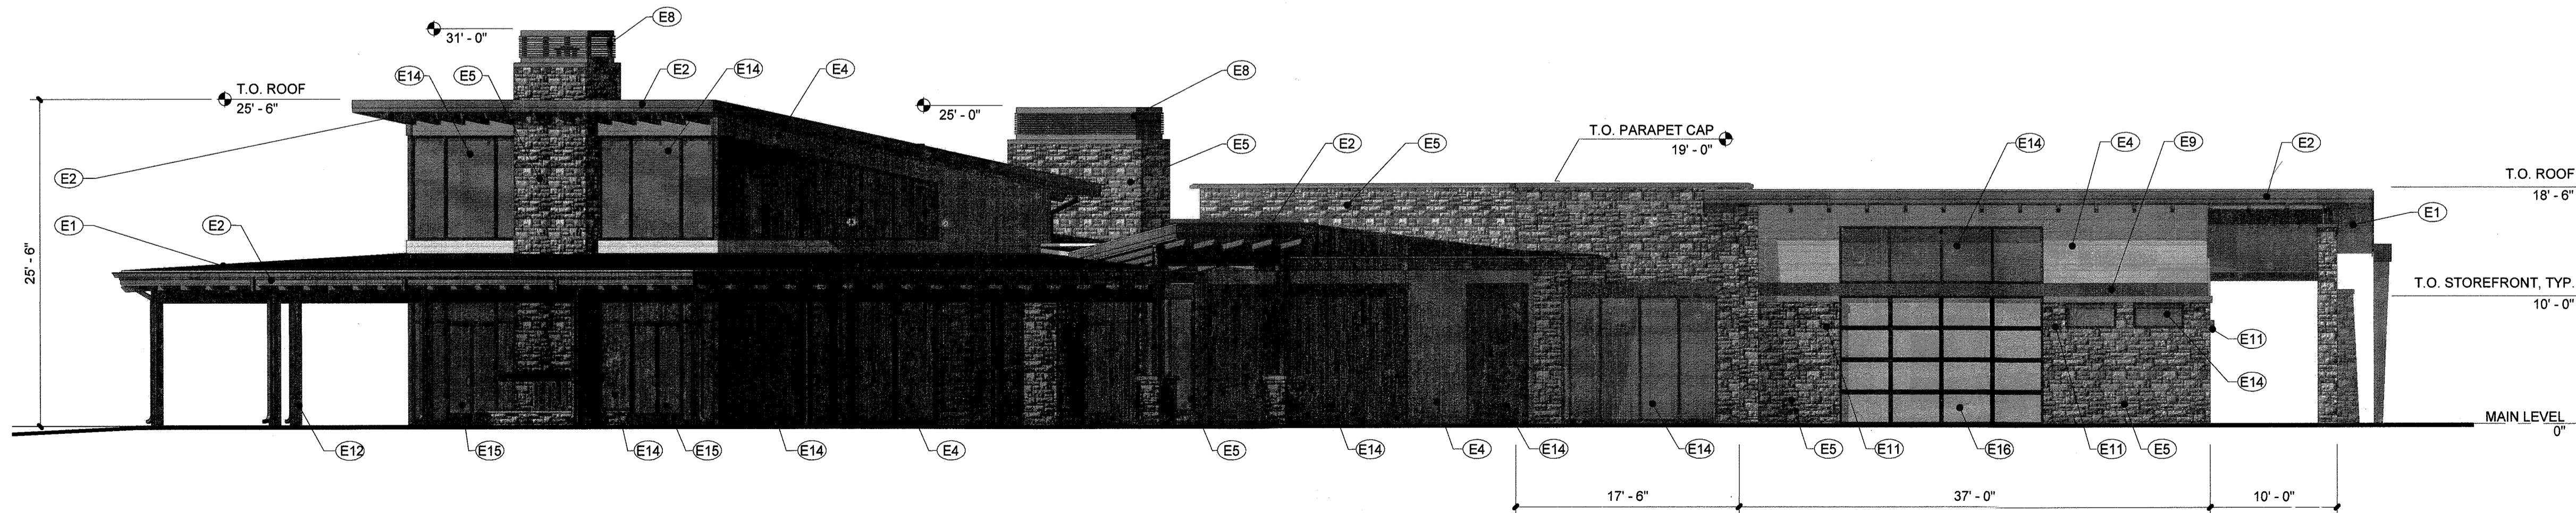 E8
31' - 0"
E14
E5
E2
E14
E4
E8
T.O. ROOF
25' - 6"
25' - 0"
T.O. PARAPET CAP
19' - 0"
E5
E2
E5
E14
E4
E9
E2
T.O. ROOF
18' - 6"
E2
E1
E2
E1
25' - 6"
T.O. STOREFRONT, TYP.
10' - 0"
E11
E14
MAIN LEVEL
0"
E12
E15
E14
E15
E14
E4
E5
E14
E4
E14
E14
E5
E11
E16
E11
E5
17' - 6"
37' - 0"
10' - 0"